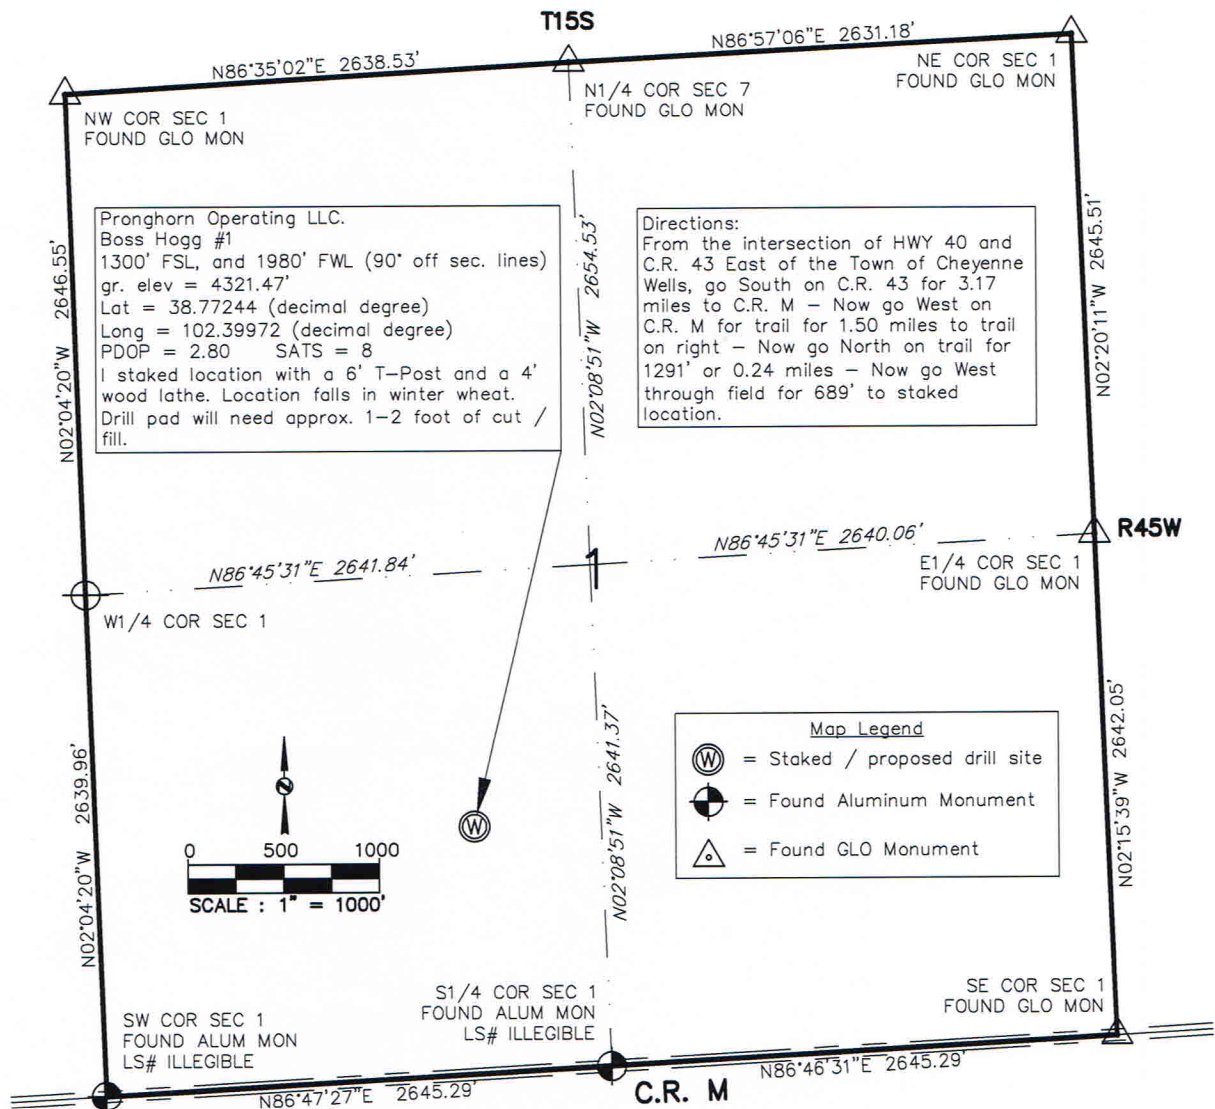 T15S
N86°35'02"E 2638.53'
N86°57'06"E 2631.18'
NW COR SEC 1
FOUND GLO MON
N1/4 COR SEC 7
FOUND GLO MON
NE COR SEC 1
FOUND GLO MON
Pronghorn Operating LLC.
Boss Hogg #1
1300' FSL, and 1980' FWL (90° off sec. lines)
gr. elev = 4321.47'
Lat = 38.77244 (decimal degree)
Long = 102.39972 (decimal degree)
PDOP = 2.80 SATS = 8
I staked location with a 6' T-Post and a 4'
wood lathe. Location falls in winter wheat.
Drill pad will need approx. 1-2 foot of cut /
fill.
Directions:
From the intersection of HWY 40 and
C.R. 43 East of the Town of Cheyenne
Wells, go South on C.R. 43 for 3.17
miles to C.R. M - Now go West on
C.R. M for trail for 1.50 miles to trail
on right - Now go North on trail for
1291' or 0.24 miles - Now go West
through field for 689' to staked
location.
N02°04'20"W 2646.55'
N02°08'51"W 2654.53'
N02°20'11"W 2645.51'
N86°45'31"E 2641.84'
N86°45'31"E 2640.06'
R45W
1
W1/4 COR SEC 1
E1/4 COR SEC 1
FOUND GLO MON
N02°04'20"W 2639.96'
N02°08'51"W 2641.37'
N02°15'39"W 2642.05'
N
0 500 1000
SCALE : 1" = 1000'
W
Map Legend
W = Staked / proposed drill site
= Found Aluminum Monument
= Found GLO Monument
SW COR SEC 1
FOUND ALUM MON
LS# ILLEGIBLE
S1/4 COR SEC 1
FOUND ALUM MON
LS# ILLEGIBLE
SE COR SEC 1
FOUND GLO MON
N86°47'27"E 2645.29'
C.R. M
N86°46'31"E 2645.29'